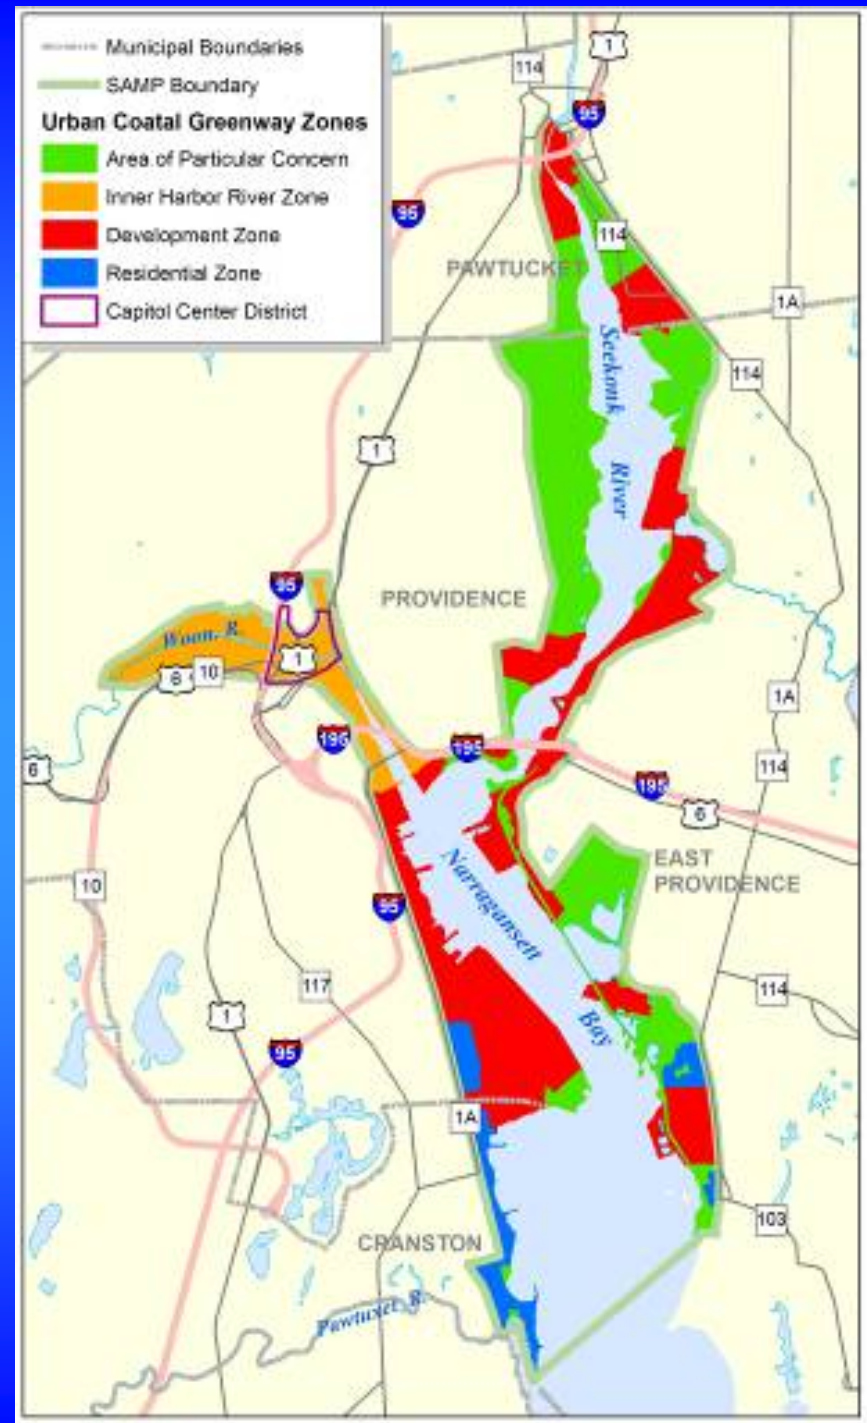 Municipal Boundaries
SAMP Boundary
Urban Coatal Greenway Zones
Area of Particular Concern
Inner Harbor River Zone
Development Zone
Residential Zone
Capitol Center District
1
114
95
95
114
PAWTUCKET
1A
Seekonk
River
114
1
95
PROVIDENCE
Woon. R.
1
6
10
1A
195
195
114
6
195
6
EAST
PROVIDENCE
10
95
Narragansett
Bay
117
114
1
95
1A
103
CRANSTON
Pawtuxet R.